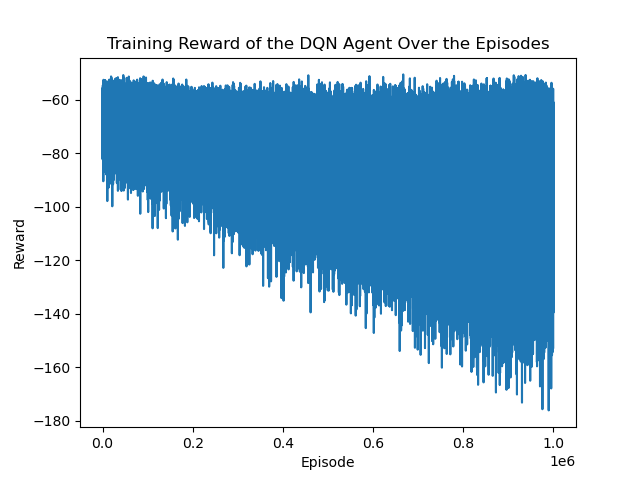 Training Reward of the DQN Agent Over the Episodes
−60
−80
−100
−120
−140
−160
−180
Reward
0.0 0.2 0.4 0.6 0.8 1.0
1e6
Episode